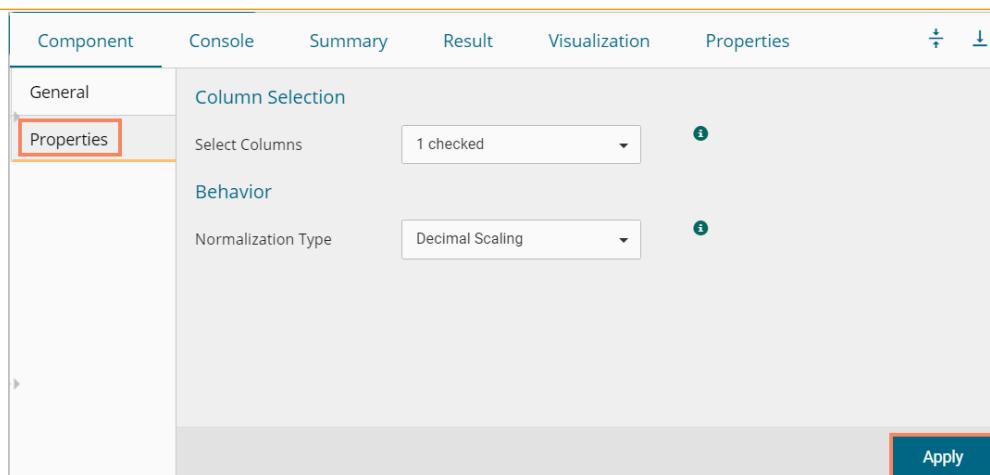 Component Console Summary Result Visualization Properties
General
Properties
Column Selection
Select Columns 1 checked
Behavior
Normalization Type Decimal Scaling
Apply